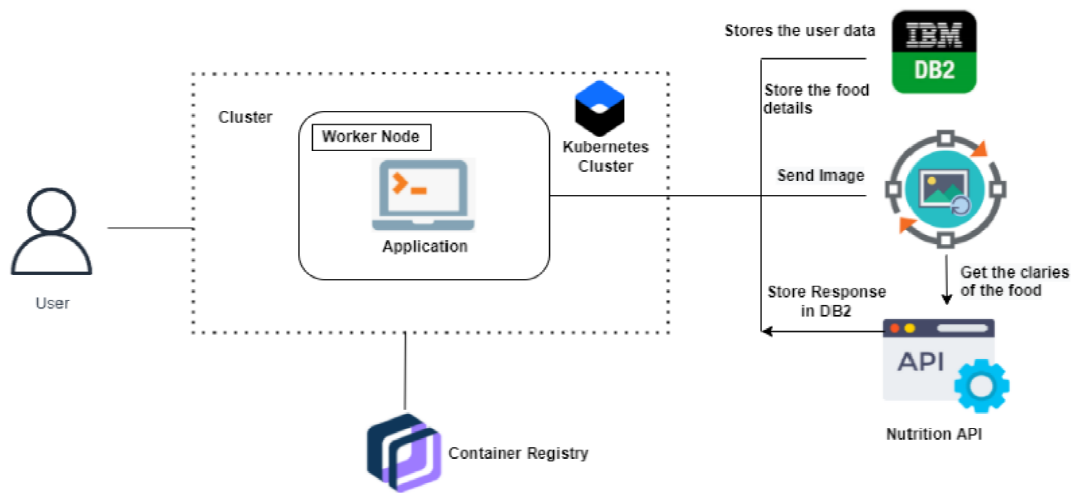 Stores the user data
IBM
DB2
Store the food
details
Cluster
Worker Node
Kubernetes
Cluster
Send Image
Application
User
Get the claries
of the food
Store Response
in DB2
API
Nutrition API
Container Registry